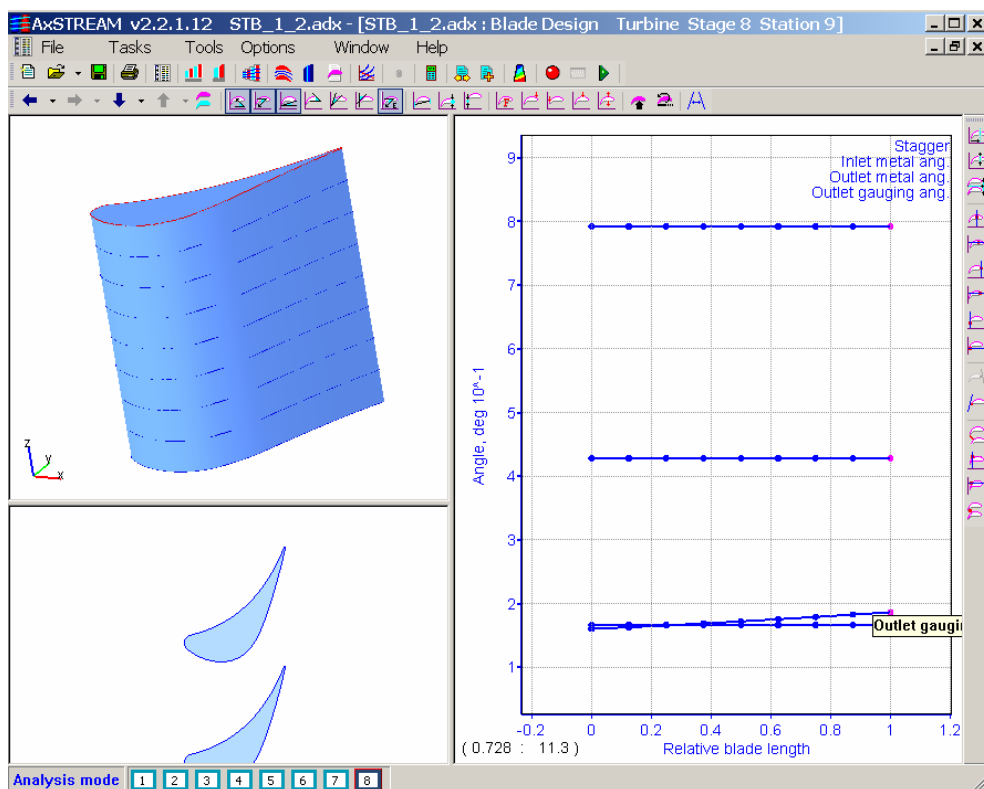 AxSTREAM v2.2.1.12 STB_1_2.adx - [STB_1_2.adx : Blade Design Turbine Stage 8 Station 9]
File Tasks Tools Options Window Help
z
y
x
Stagger
Inlet metal ang.
Outlet metal ang.
Outlet gauging ang.
9
8
7
6
5
4
3
2
1
Angle, deg 10^-1
Outlet gaugi
-0.2 0 0.2 0.4 0.6 0.8 1 1.2
( 0.728 : 11.3 ) Relative blade length
Analysis mode 1 2 3 4 5 6 7 8